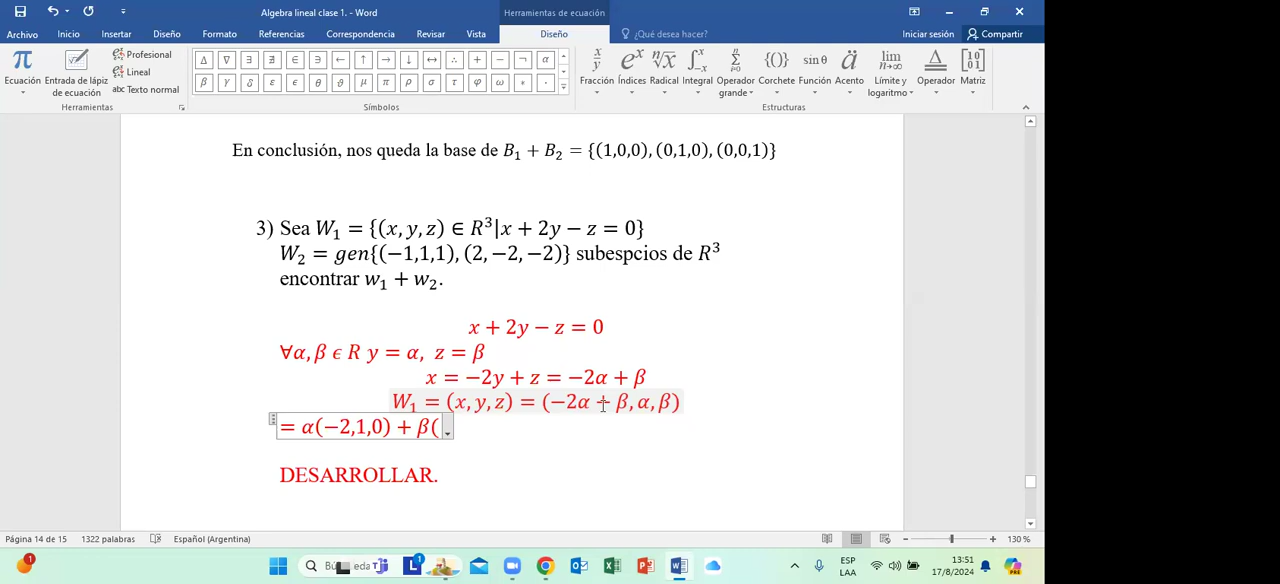 Algebra lineal clase 1. - Word
Herramientas de ecuación
Archivo Inicio Insertar Diseño Formato Referencias Correspondencia Revisar Vista Diseño ¿Qué desea hacer? Iniciar sesión Compartir
π Ecuación
Entrada de lápiz de ecuación
Profesional
Lineal
abc Texto normal
Δ ∇ ∃ ∄ ∈ ∋ ← ↑ → ↓ ↔ ∴ + − ¬ α
β γ δ ε ϵ θ ϑ μ π ρ σ τ φ ω ∗ ∙
Fracción Índices Radical Integral Operador grande Corchete Función Acento Límite y logaritmo Operador Matriz
Herramientas Símbolos Estructuras
En conclusión, nos queda la base de B₁ + B₂ = {(1,0,0), (0,1,0), (0,0,1)}
3) Sea W₁ = {(x, y, z) ∈ R³|x + 2y − z = 0}
W₂ = gen{(−1,1,1), (2, −2, −2)} subespcios de R³
encontrar w₁ + w₂.
x + 2y − z = 0
∀α, β ϵ R y = α, z = β
x = −2y + z = −2α + β
W₁ = (x, y, z) = (−2α + β, α, β)
= α(−2,1,0) + β(
DESARROLLAR.
Página 14 de 15 1322 palabras Español (Argentina) 130 %
ESP LAA 13:51 17/8/2024